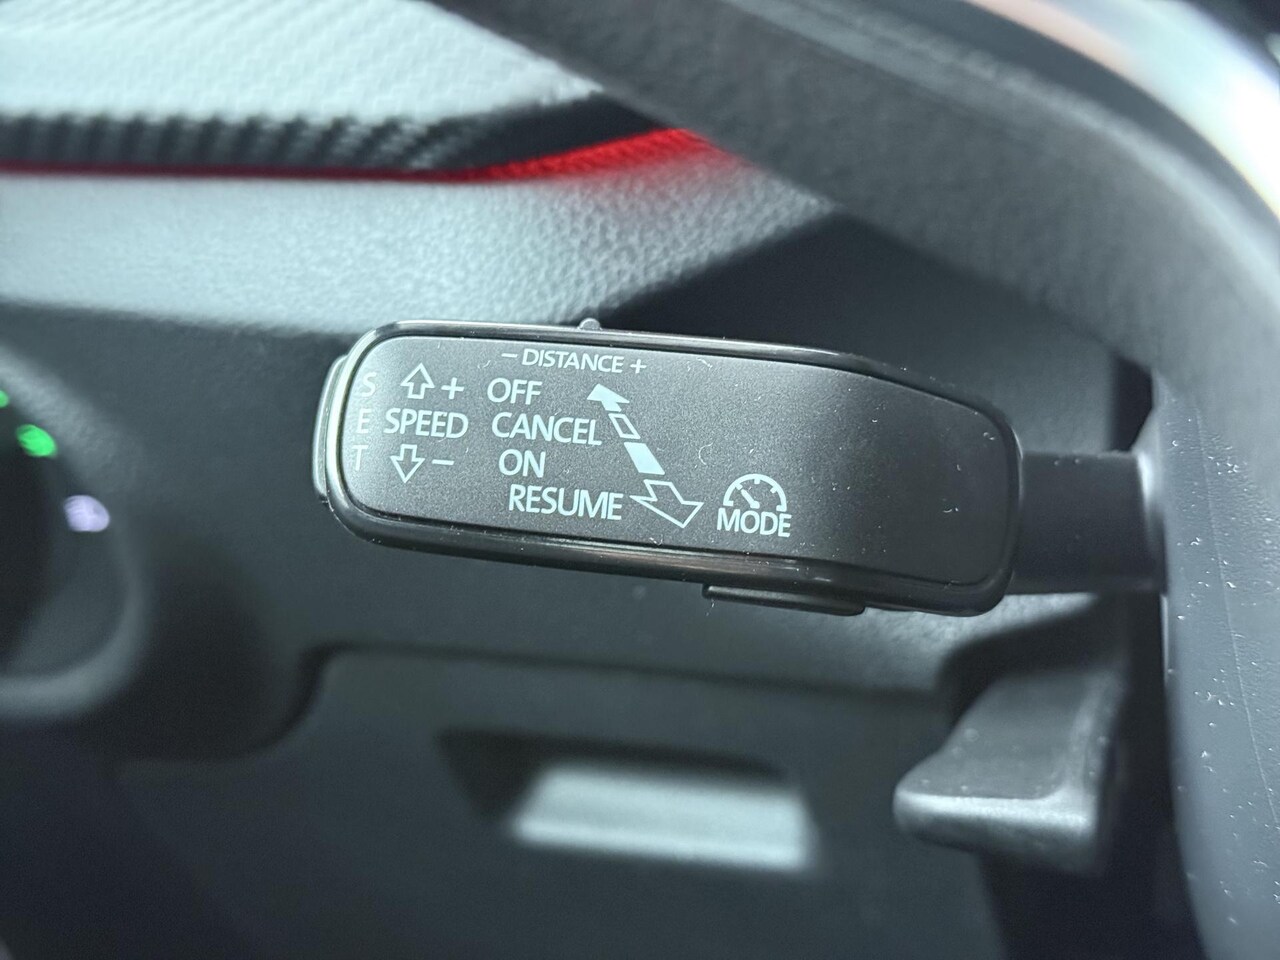 − DISTANCE +
S + OFF
E SPEED CANCEL
T − ON
RESUME
MODE